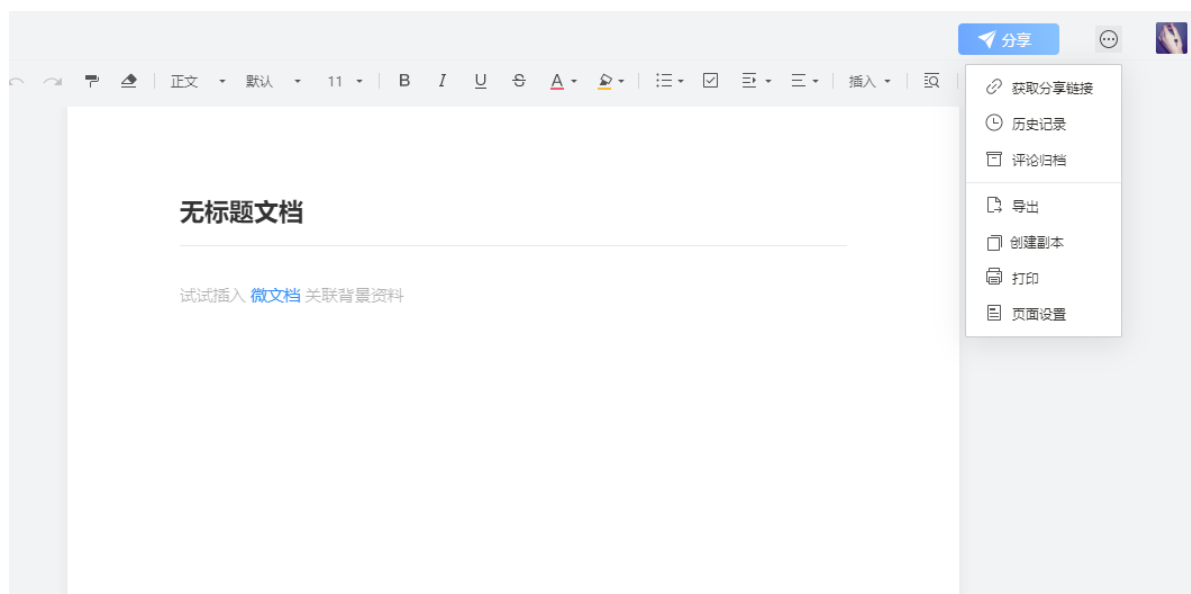 分享
正文 默认 11 B I U S A 插入
获取分享链接
历史记录
评论归档
导出
创建副本
打印
页面设置
无标题文档
试试插入 微文档 关联背景资料